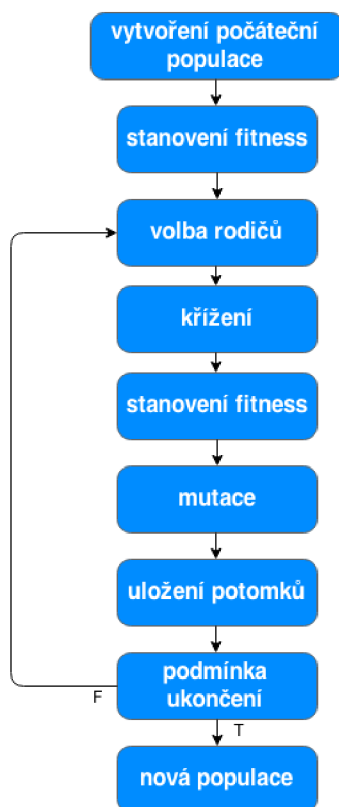 vytvoření počáteční
populace
stanovení fitness
volba rodičů
křížení
stanovení fitness
mutace
uložení potomků
podmínka
ukončení
F
T
nová populace